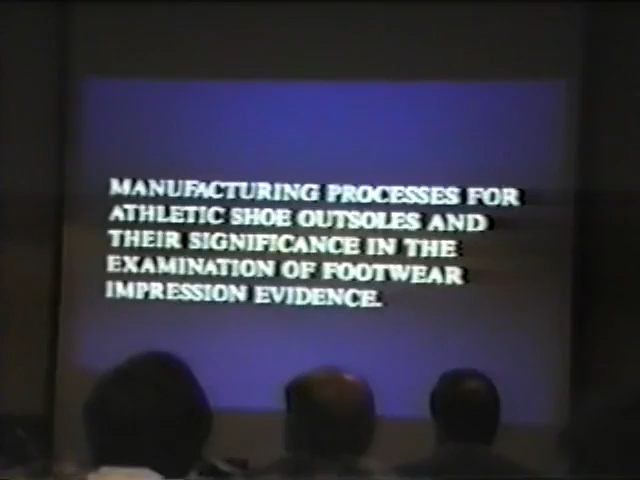 MANUFACTURING PROCESSES FOR
ATHLETIC SHOE OUTSOLES AND
THEIR SIGNIFICANCE IN THE
EXAMINATION OF FOOTWEAR
IMPRESSION EVIDENCE.